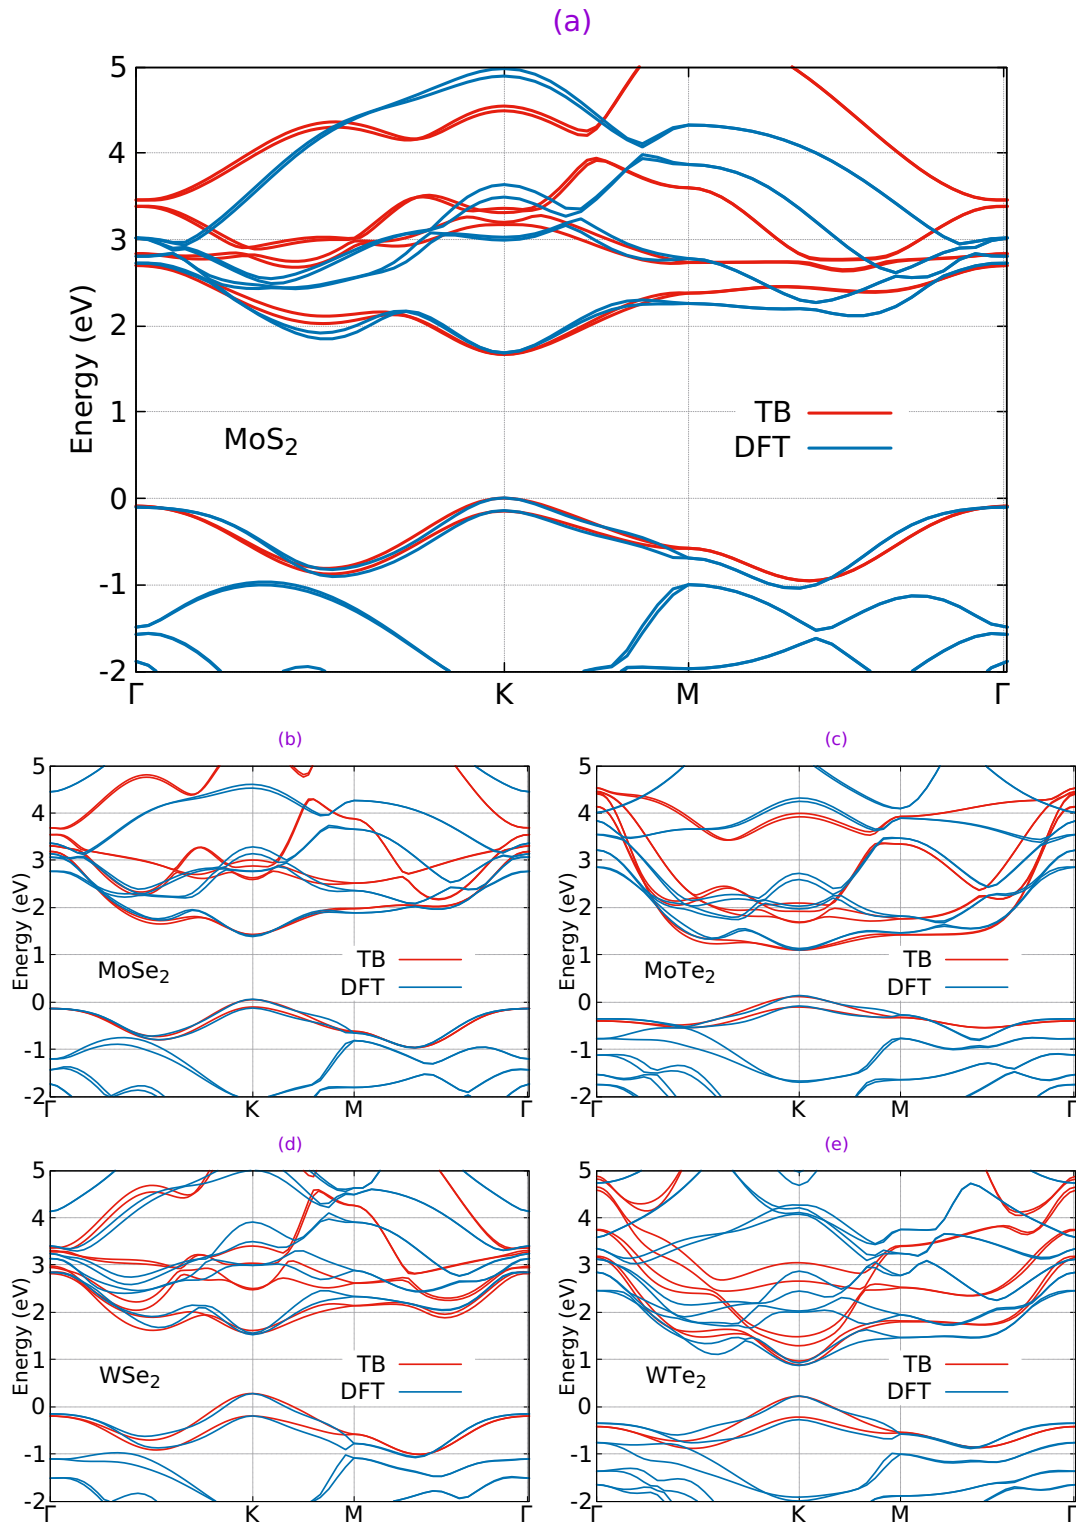 (a)
5
4
3
2
1
0
-1
-2
Energy (eV)
MoS2
TB
DFT
Γ K M Γ
(b)
5
4
3
2
1
0
-1
-2
Energy (eV)
MoSe2
TB
DFT
Γ K M Γ
(c)
5
4
3
2
1
0
-1
-2
Energy (eV)
MoTe2
TB
DFT
Γ K M Γ
(d)
5
4
3
2
1
0
-1
-2
Energy (eV)
WSe2
TB
DFT
Γ K M Γ
(e)
5
4
3
2
1
0
-1
-2
Energy (eV)
WTe2
TB
DFT
Γ K M Γ